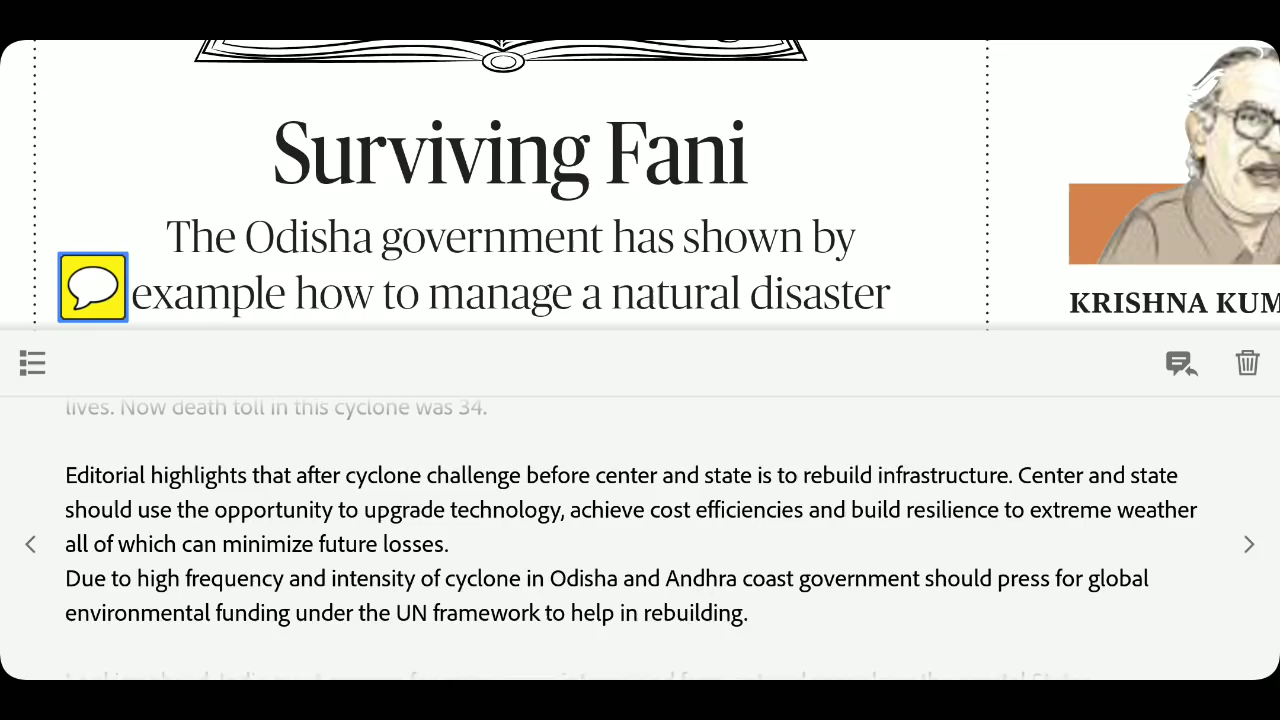 Surviving Fani
The Odisha government has shown by
example how to manage a natural disaster
KRISHNA KUM
lives. Now death toll in this cyclone was 34.
Editorial highlights that after cyclone challenge before center and state is to rebuild infrastructure. Center and state
should use the opportunity to upgrade technology, achieve cost efficiencies and build resilience to extreme weather
all of which can minimize future losses.
Due to high frequency and intensity of cyclone in Odisha and Andhra coast government should press for global
environmental funding under the UN framework to help in rebuilding.